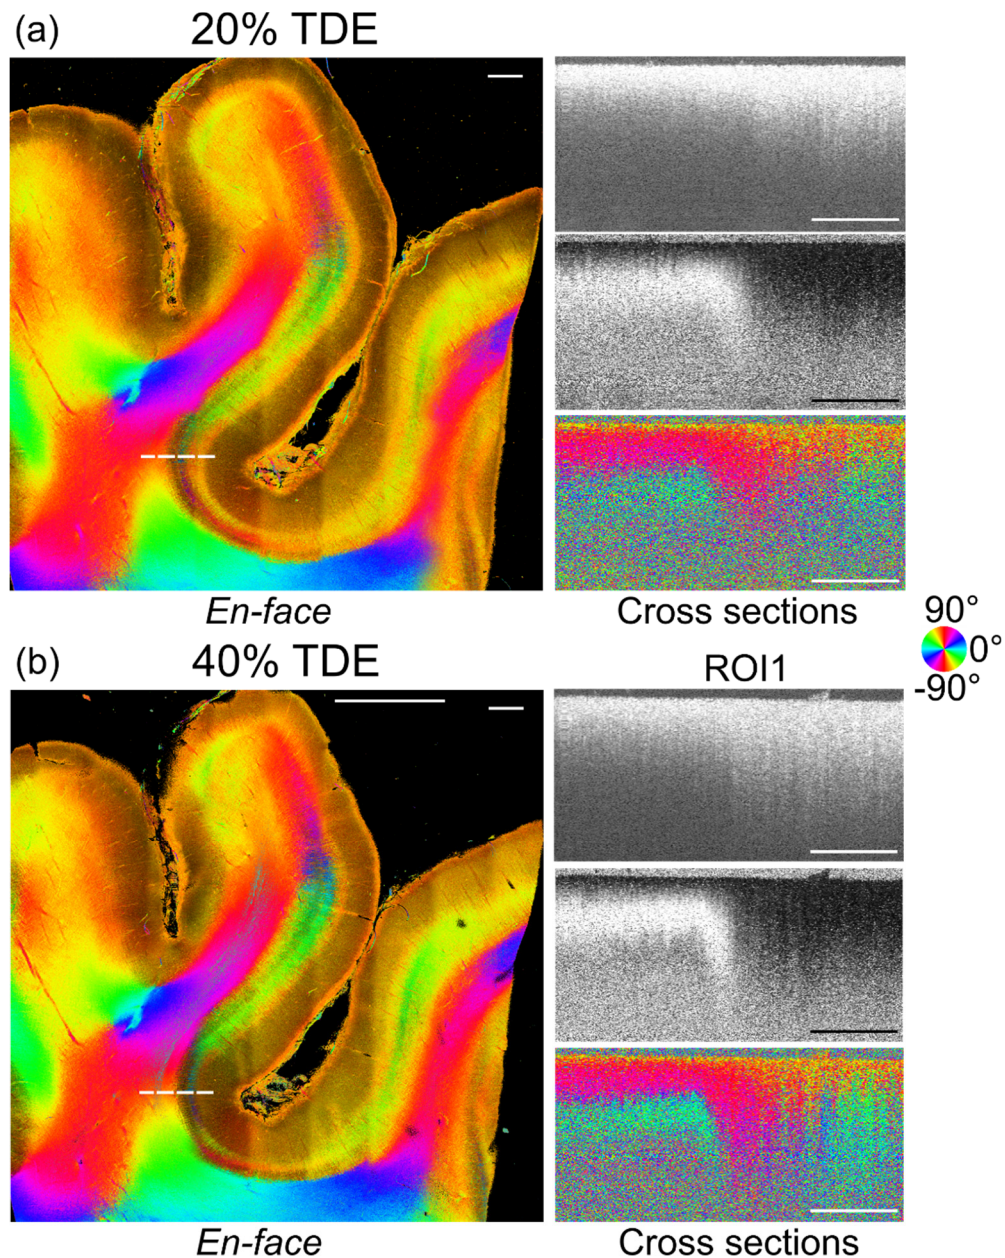 (a) 20% TDE
En-face
Cross sections
90°
0°
-90°
(b) 40% TDE
ROI1
En-face
Cross sections